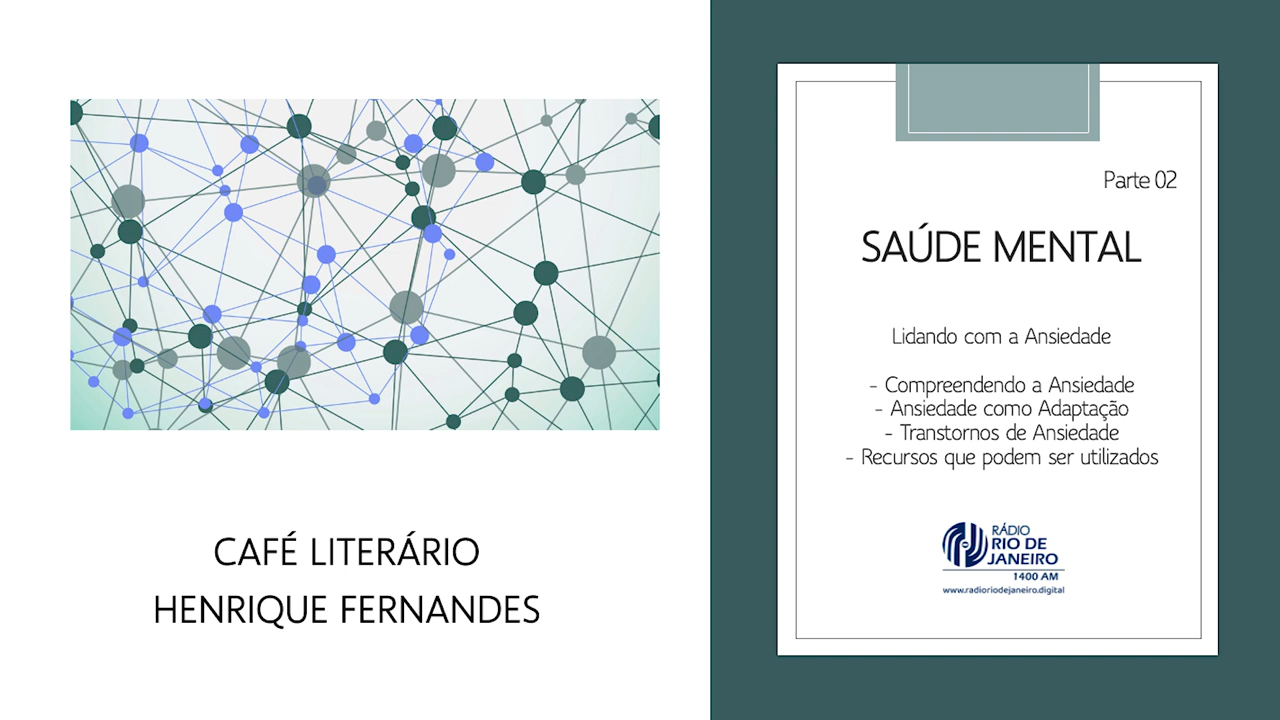 CAFÉ LITERÁRIO
HENRIQUE FERNANDES
Parte 02
SAÚDE MENTAL
Lidando com a Ansiedade
- Compreendendo a Ansiedade
- Ansiedade como Adaptação
- Transtornos de Ansiedade
- Recursos que podem ser utilizados
RÁDIO
RIO DE
JANEIRO
1400 AM
www.radioriodejaneiro.digital